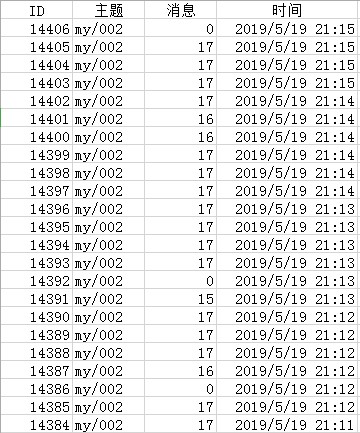 ID 主题 消息 时间
14406 my/002 0 2019/5/19 21:15
14405 my/002 17 2019/5/19 21:15
14404 my/002 17 2019/5/19 21:15
14403 my/002 17 2019/5/19 21:15
14402 my/002 17 2019/5/19 21:14
14401 my/002 16 2019/5/19 21:14
14400 my/002 16 2019/5/19 21:14
14399 my/002 17 2019/5/19 21:14
14398 my/002 17 2019/5/19 21:14
14397 my/002 17 2019/5/19 21:14
14396 my/002 17 2019/5/19 21:13
14395 my/002 17 2019/5/19 21:13
14394 my/002 17 2019/5/19 21:13
14393 my/002 17 2019/5/19 21:13
14392 my/002 0 2019/5/19 21:13
14391 my/002 15 2019/5/19 21:13
14390 my/002 17 2019/5/19 21:12
14389 my/002 17 2019/5/19 21:12
14388 my/002 17 2019/5/19 21:12
14387 my/002 16 2019/5/19 21:12
14386 my/002 0 2019/5/19 21:12
14385 my/002 17 2019/5/19 21:12
14384 my/002 17 2019/5/19 21:11